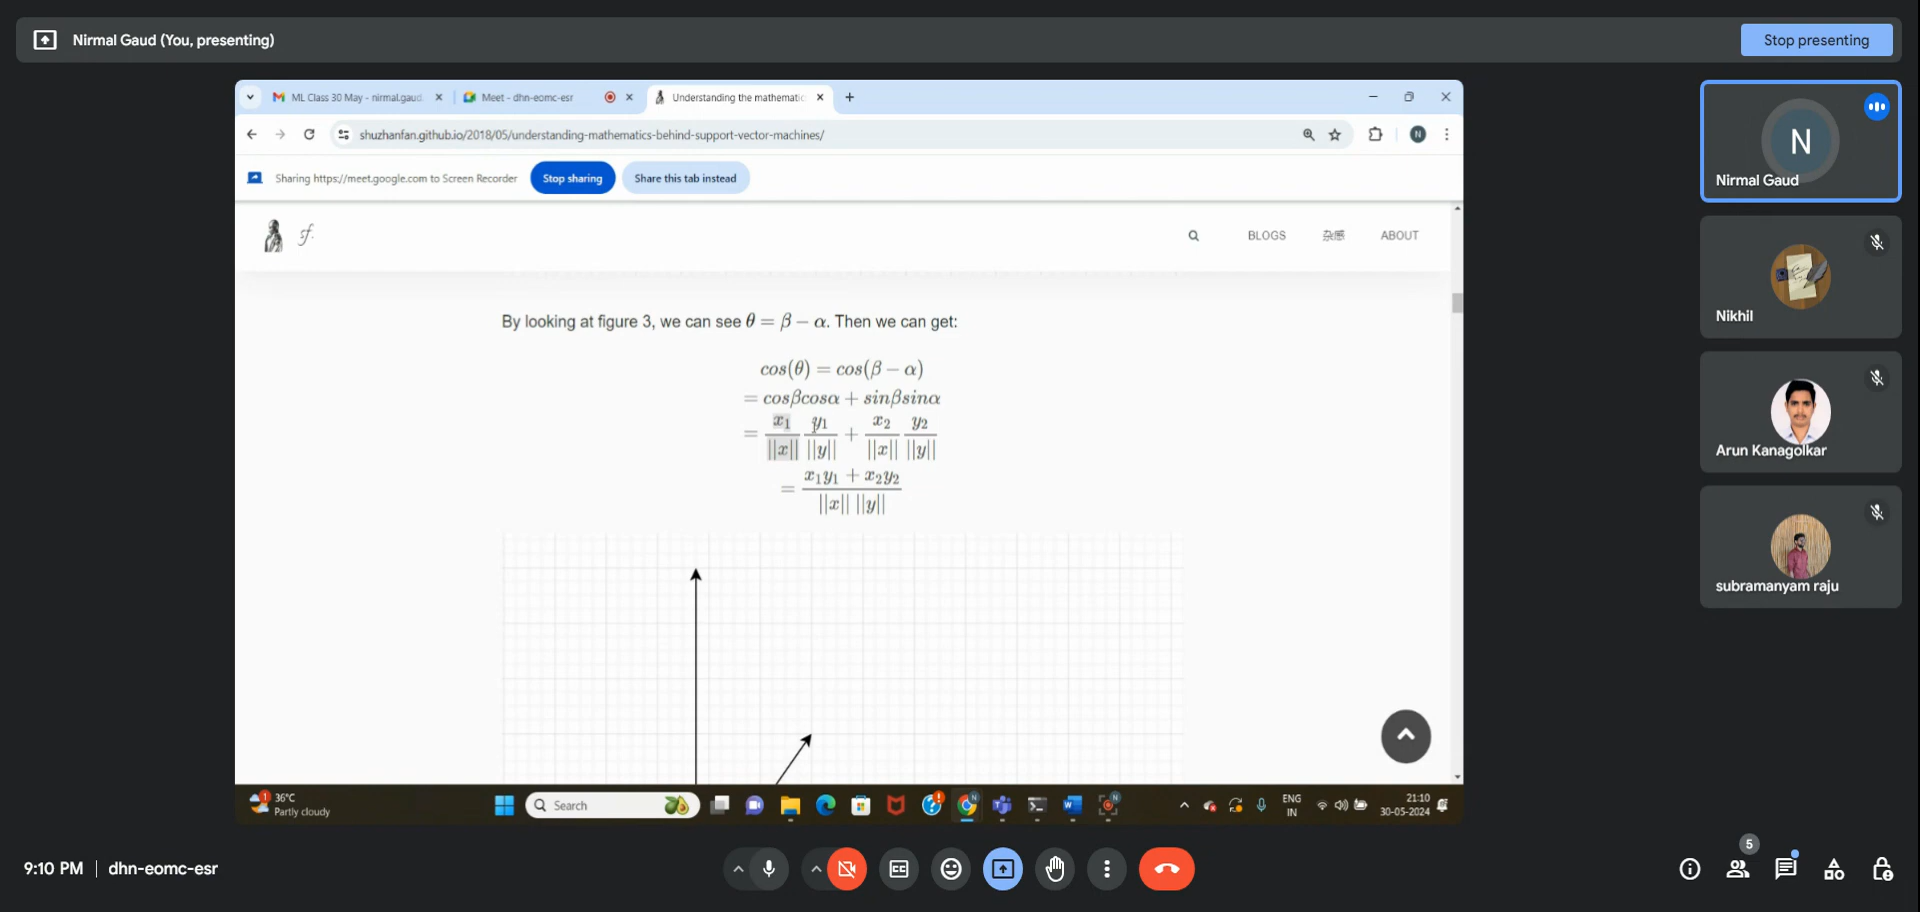 Nirmal Gaud (You, presenting)
Stop presenting
ML Class 30 May - nirmal.gaud.
Meet - dhn-eomc-esr
Understanding the mathematic
shuzhanfan.github.io/2018/05/understanding-mathematics-behind-support-vector-machines/
N
Sharing https://meet.google.com to Screen Recorder
Stop sharing
Share this tab instead
sf.
BLOGS
杂感
ABOUT
By looking at figure 3, we can see θ = β − α. Then we can get:
cos(θ) = cos(β − α)
= cosβcosα + sinβsinα
= x₁/||x|| y₁/||y|| + x₂/||x|| y₂/||y||
= x₁y₁ + x₂y₂ / ||x|| ||y||
1
36°C
Partly cloudy
Search
ENG
IN
21:10
30-05-2024
N
Nirmal Gaud
Nikhil
Arun Kanagolkar
subramanyam raju
9:10 PM | dhn-eomc-esr
5